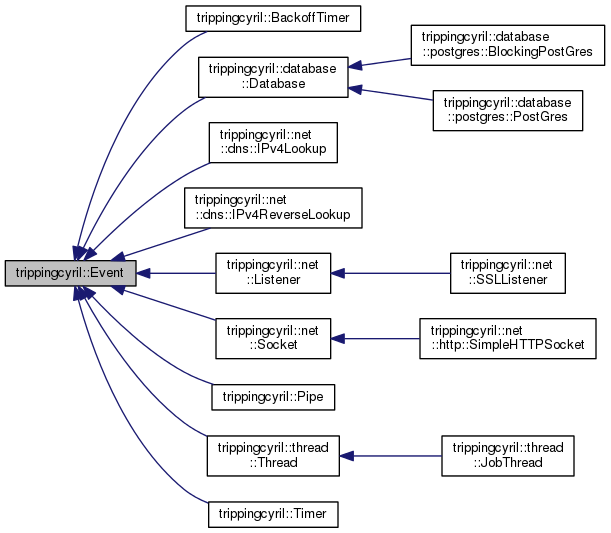 trippingcyril::BackoffTimer
trippingcyril::database
::Database
trippingcyril::database
::postgres::BlockingPostGres
trippingcyril::database
::postgres::PostGres
trippingcyril::net
::dns::IPv4Lookup
trippingcyril::net
::dns::IPv4ReverseLookup
trippingcyril::Event
trippingcyril::net
::Listener
trippingcyril::net
::SSLListener
trippingcyril::net
::Socket
trippingcyril::net
::http::SimpleHTTPSocket
trippingcyril::Pipe
trippingcyril::thread
::Thread
trippingcyril::thread
::JobThread
trippingcyril::Timer